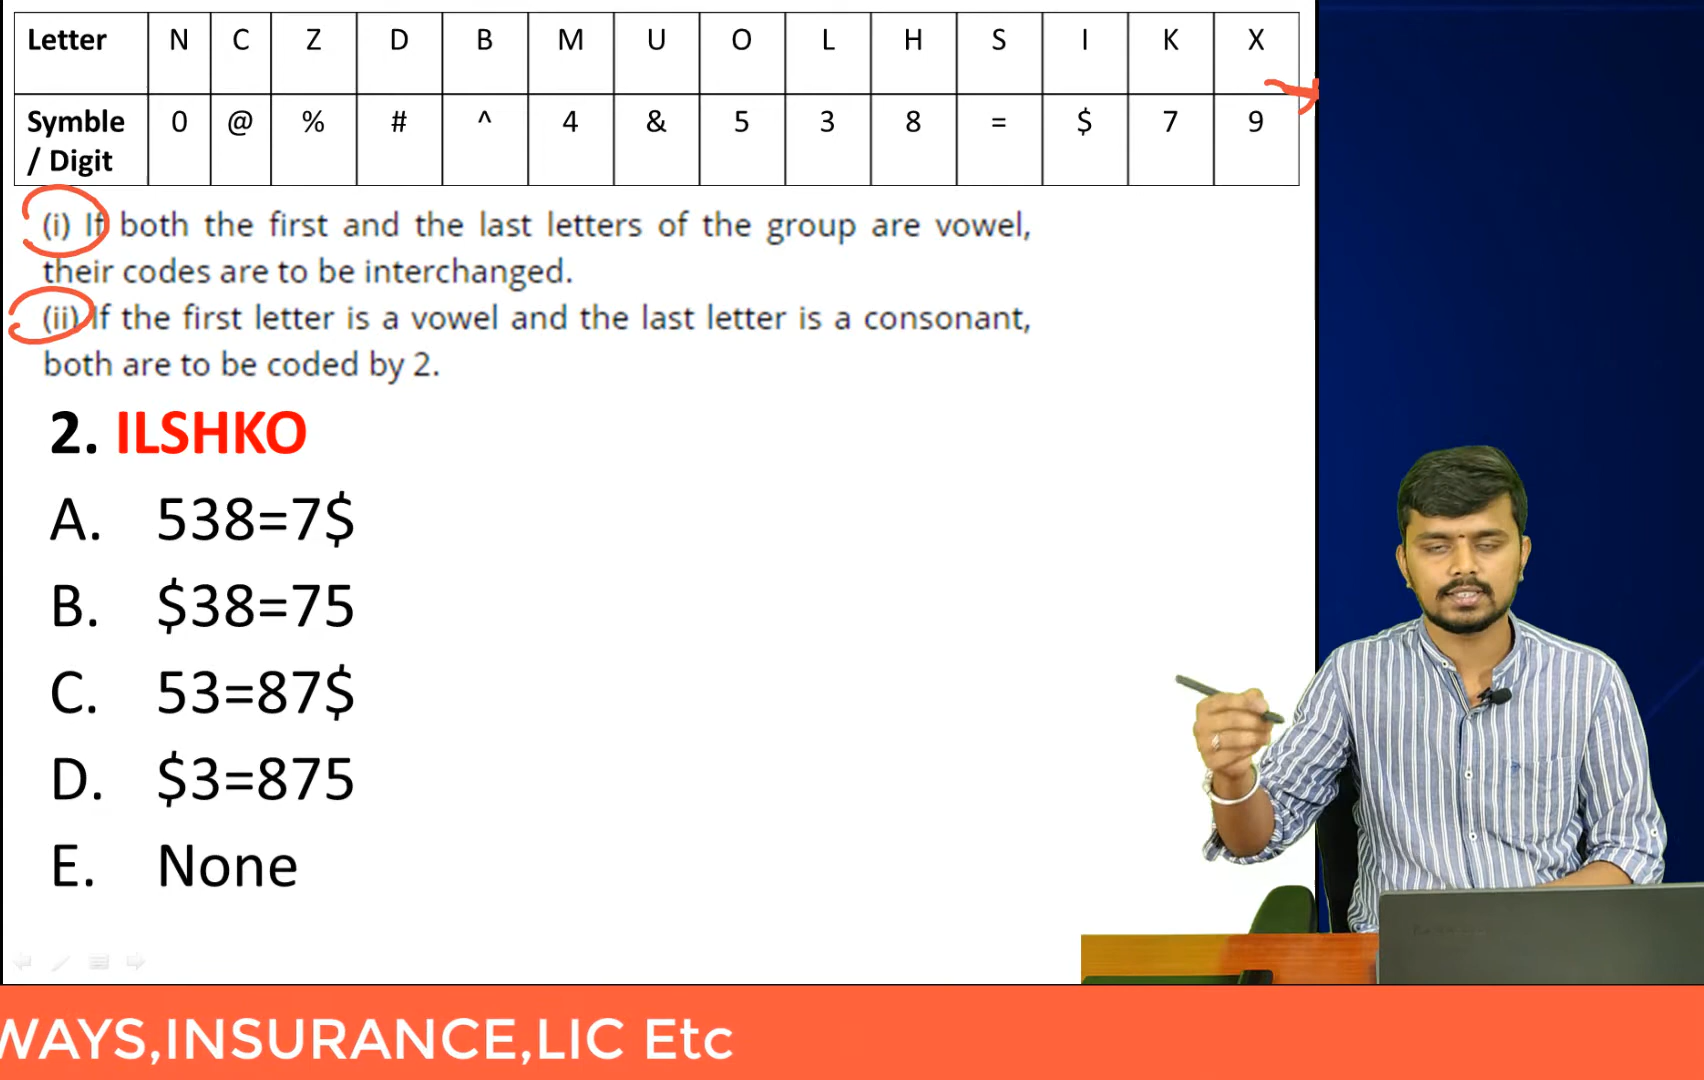 Letter N C Z D B M U O L H S I K X
Symble / Digit 0 @ % # ^ 4 & 5 3 8 = $ 7 9
(i) If both the first and the last letters of the group are vowel,
their codes are to be interchanged.
(ii) If the first letter is a vowel and the last letter is a consonant,
both are to be coded by 2.
2. ILSHKO
A. 538=7$
B. $38=75
C. 53=87$
D. $3=875
E. None
WAYS,INSURANCE,LIC Etc